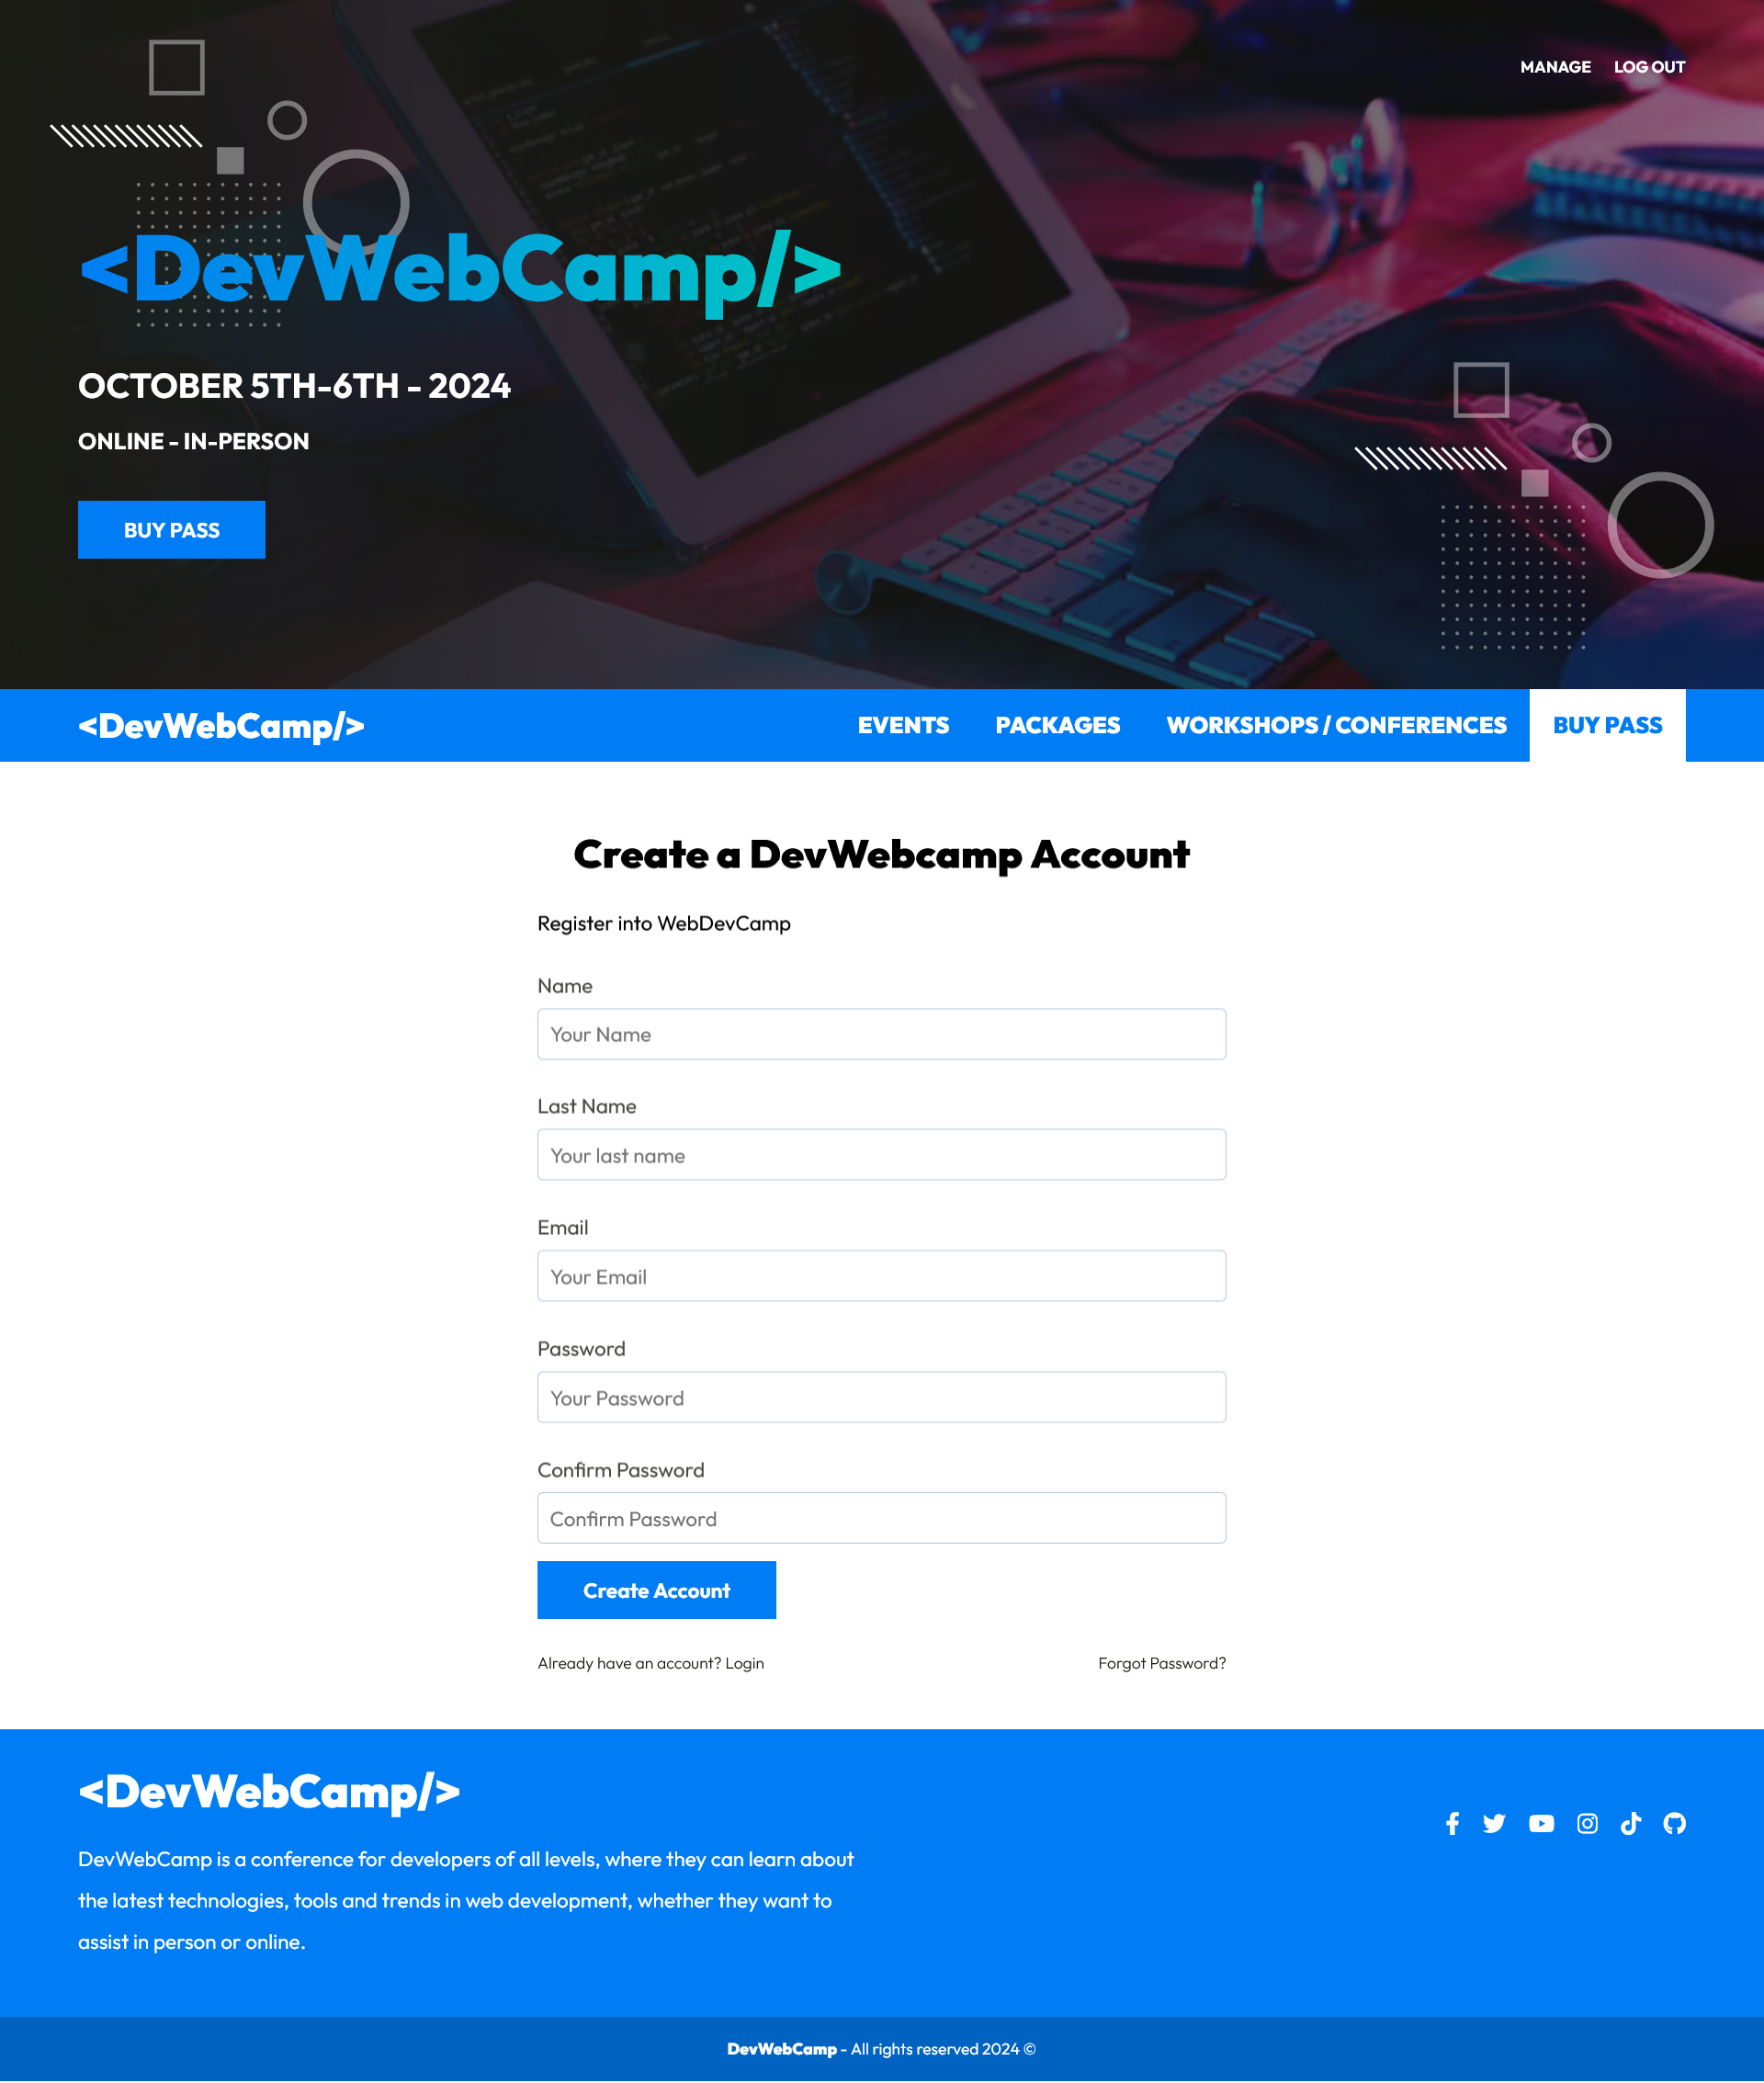 MANAGE LOG OUT
<DevWebCamp/>
OCTOBER 5TH-6TH - 2024
ONLINE - IN-PERSON
BUY PASS
<DevWebCamp/> EVENTS PACKAGES WORKSHOPS / CONFERENCES BUY PASS
Create a DevWebcamp Account
Register into WebDevCamp
Name
Your Name
Last Name
Your last name
Email
Your Email
Password
Your Password
Confirm Password
Confirm Password
Create Account
Already have an account? Login Forgot Password?
<DevWebCamp/>
DevWebCamp is a conference for developers of all levels, where they can learn about
the latest technologies, tools and trends in web development, whether they want to
assist in person or online.
DevWebCamp - All rights reserved 2024 ©